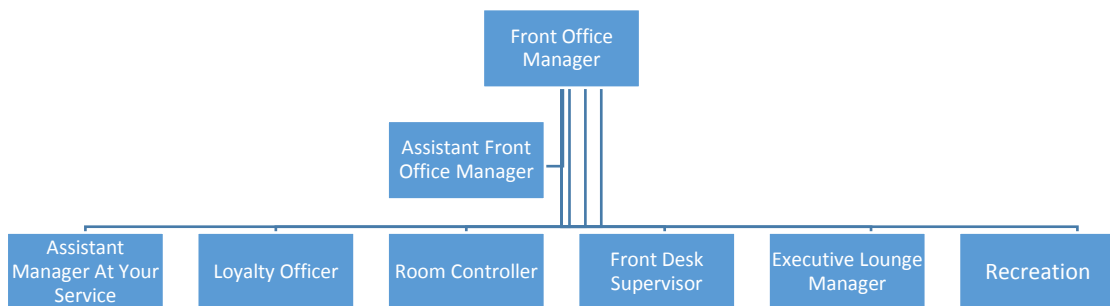 Front Office
Manager
Assistant Front
Office Manager
Assistant
Manager At Your
Service
Loyalty Officer
Room Controller
Front Desk
Supervisor
Executive Lounge
Manager
Recreation